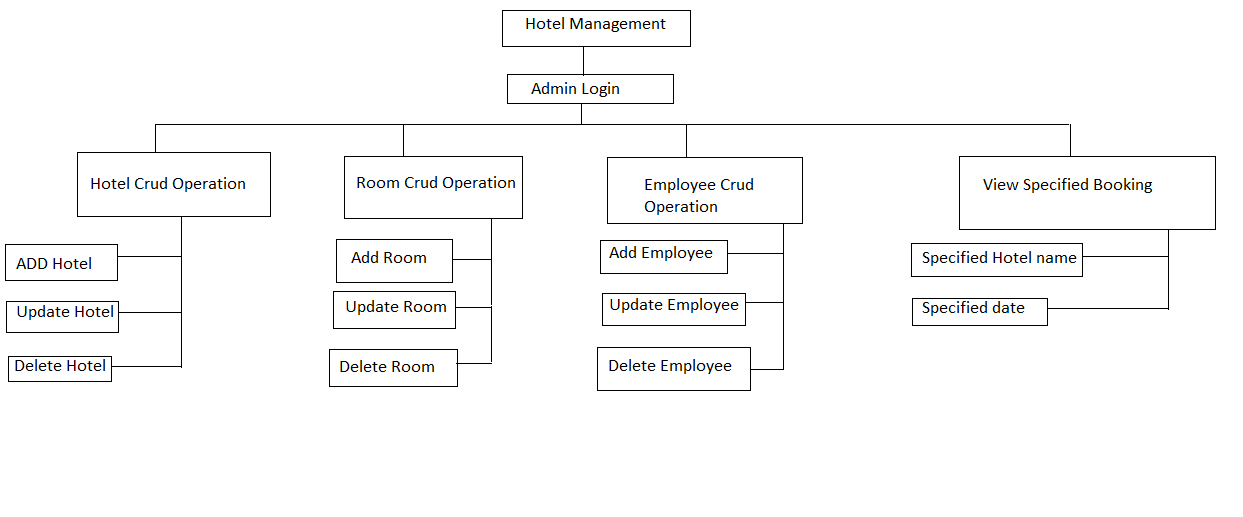 Hotel Management
Admin Login
Hotel Crud Operation
Room Crud Operation
Employee Crud
Operation
View Specified Booking
ADD Hotel
Update Hotel
Delete Hotel
Add Room
Update Room
Delete Room
Add Employee
Update Employee
Delete Employee
Specified Hotel name
Specified date